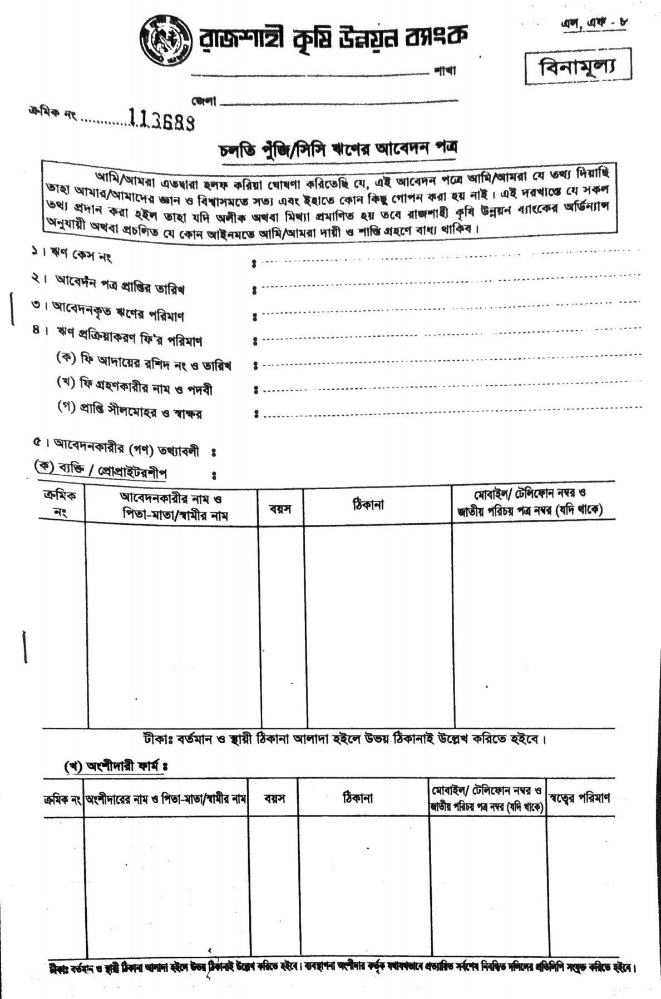 এল, এফ - ৮
রাজশাহী কৃষি উন্নয়ন ব্যাংক
বিনামূল্য
শাখা
জেলা
ক্রমিক নং 113689
চলতি পুঁজি/সিসি ঋণের আবেদন পত্র
আমি/আমরা এতদ্বারা হলফ করিয়া ঘোষণা করিতেছি যে, এই আবেদন পত্রে আমি/আমরা যে তথ্য দিয়াছি
তাহা আমার/আমাদের জ্ঞান ও বিশ্বাসমতে সত্য এবং ইহাতে কোন কিছু গোপন করা হয় নাই। এই দরখাস্তে যে সকল
তথ্য প্রদান করা হইল তাহা যদি অলীক অথবা মিথ্যা প্রমাণিত হয় তবে রাজশাহী কৃষি উন্নয়ন ব্যাংকের অর্ডিন্যান্স
অনুযায়ী অথবা প্রচলিত যে কোন আইনমতে আমি/আমরা দায়ী ও শাস্তি গ্রহণে বাধ্য থাকিব।
১। ঋণ কেস নং :
২। আবেদন পত্র প্রাপ্তির তারিখ :
৩। আবেদনকৃত ঋণের পরিমাণ :
৪। ঋণ প্রক্রিয়াকরণ ফি'র পরিমাণ :
(ক) ফি আদায়ের রশিদ নং ও তারিখ :
(খ) ফি গ্রহণকারীর নাম ও পদবী :
(গ) প্রাপ্তি সীলমোহর ও স্বাক্ষর :
৫। আবেদনকারীর (গণ) তথ্যাবলী :
(ক) ব্যক্তি / প্রোপ্রাইটরশীপ :
ক্রমিক নং
আবেদনকারীর নাম ও
পিতা-মাতা/স্বামীর নাম
বয়স
ঠিকানা
মোবাইল/ টেলিফোন নম্বর ও
জাতীয় পরিচয় পত্র নম্বর (যদি থাকে)
টীকাঃ বর্তমান ও স্থায়ী ঠিকানা আলাদা হইলে উভয় ঠিকানাই উল্লেখ করিতে হইবে।
(খ) অংশীদারী ফার্ম :
ক্রমিক নং
অংশীদারের নাম ও পিতা-মাতা/স্বামীর নাম
বয়স
ঠিকানা
মোবাইল/ টেলিফোন নম্বর ও
জাতীয় পরিচয় পত্র নম্বর (যদি থাকে)
স্বত্বের পরিমাণ
টীকাঃ বর্তমান ও স্থায়ী ঠিকানা আলাদা হইলে উভয় ঠিকানাই উল্লেখ করিতে হইবে। ব্যবস্থাপনা অংশীদার কর্তৃক যথাযথভাবে প্রত্যায়িত সর্বশেষ নিবন্ধিত দলিলের প্রতিলিপি সংযুক্ত করিতে হইবে।